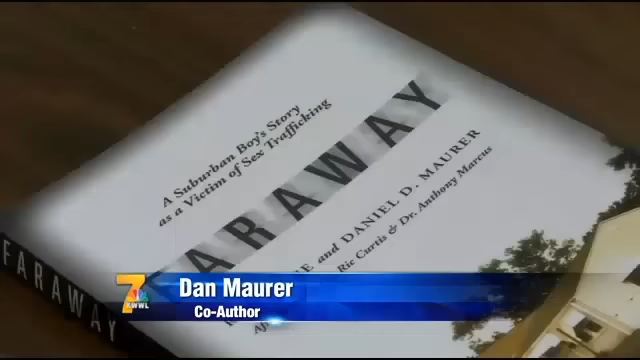 A Suburban Boy's Story
as a Victim of Sex Trafficking
FARAWAY
and DANIEL D. MAURER
Ric Curtis & Dr. Anthony Marcus
FARAWAY
7
KWWL
Dan Maurer
Co-Author